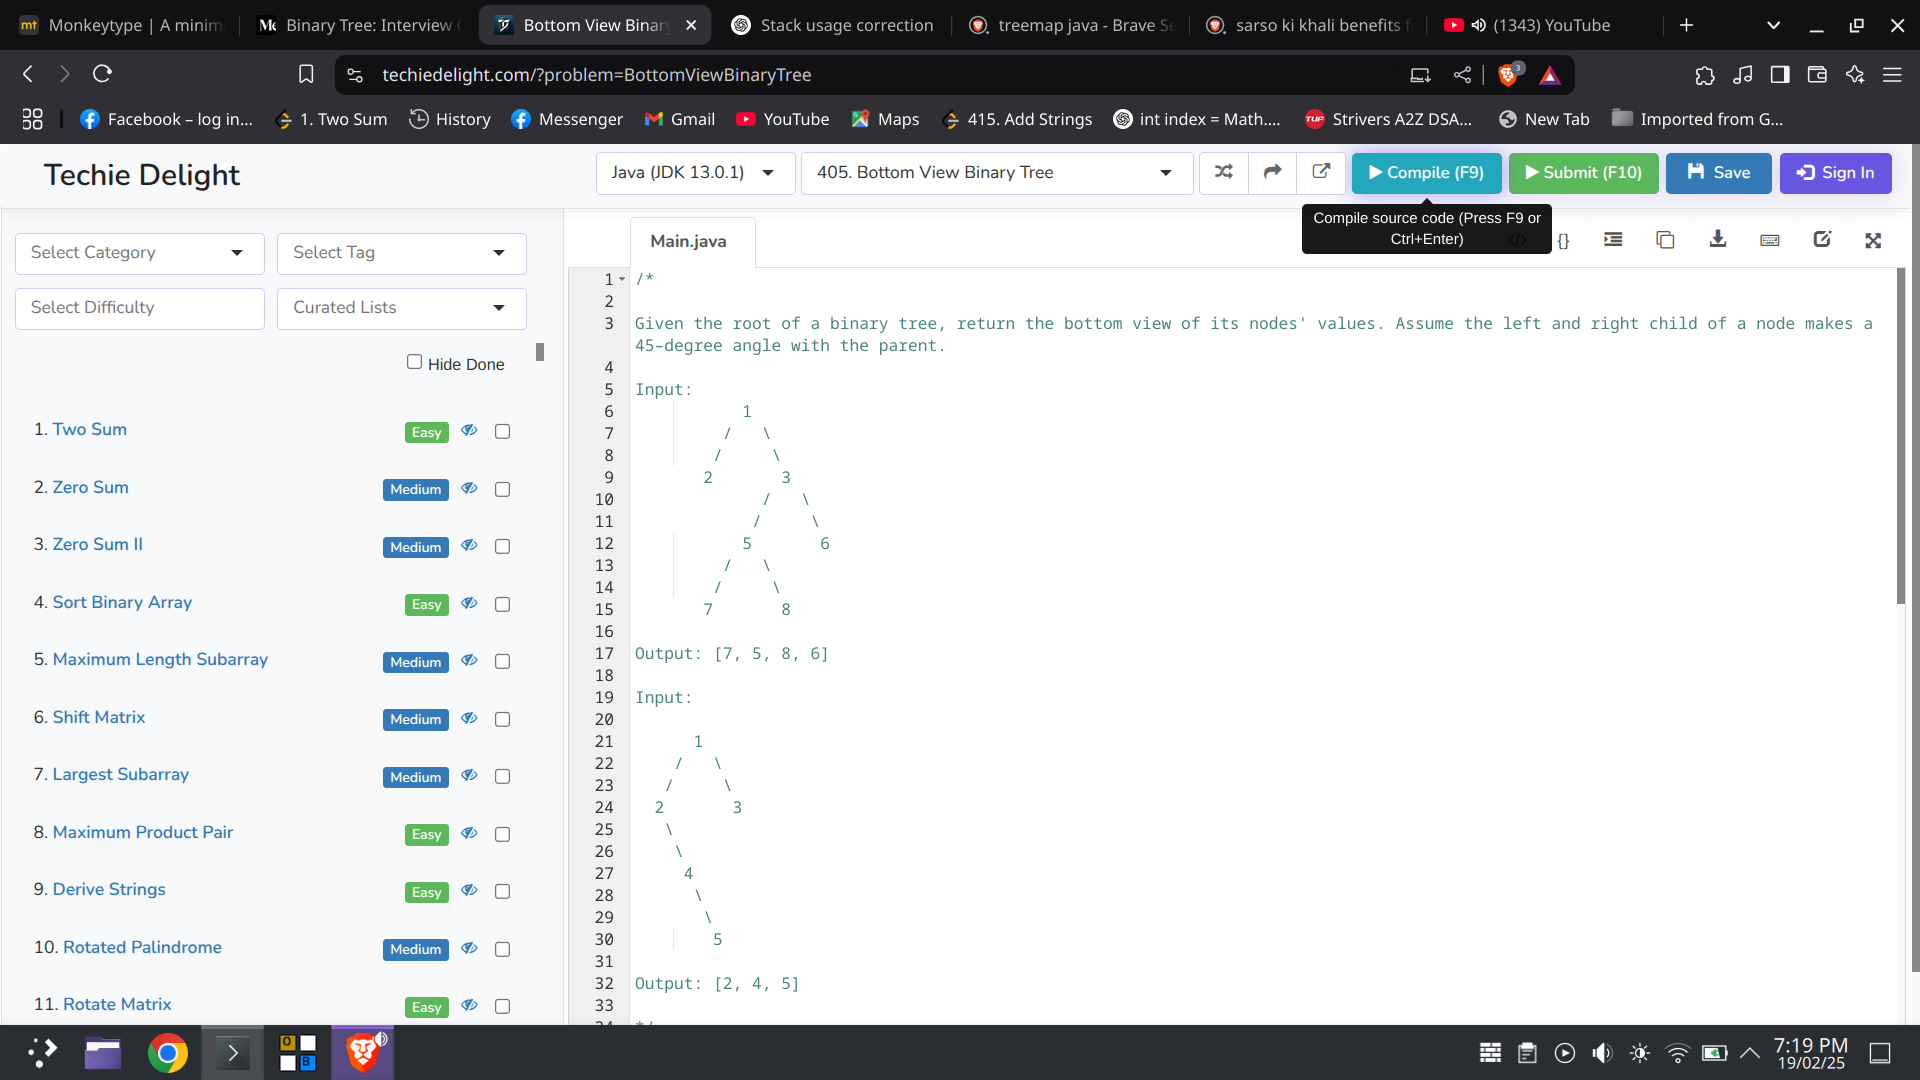 Monkeytype | A minim
Binary Tree: Interview
Bottom View Binar
Stack usage correction
treemap java - Brave Se
sarso ki khali benefits f
(1343) YouTube
techiedelight.com/?problem=BottomViewBinaryTree
3
Facebook – log in...
1. Two Sum
History
Messenger
Gmail
YouTube
Maps
415. Add Strings
int index = Math....
Strivers A2Z DSA...
New Tab
Imported from G...
Techie Delight
Java (JDK 13.0.1)
405. Bottom View Binary Tree
Compile (F9)
Submit (F10)
Save
Sign In
Compile source code (Press F9 or
Ctrl+Enter)
Select Category
Select Tag
Select Difficulty
Curated Lists
Hide Done
1. Two Sum Easy
2. Zero Sum Medium
3. Zero Sum II Medium
4. Sort Binary Array Easy
5. Maximum Length Subarray Medium
6. Shift Matrix Medium
7. Largest Subarray Medium
8. Maximum Product Pair Easy
9. Derive Strings Easy
10. Rotated Palindrome Medium
11. Rotate Matrix Easy
Main.java
1 /*
2
3 Given the root of a binary tree, return the bottom view of its nodes' values. Assume the left and right child of a node makes a
45-degree angle with the parent.
4
5 Input:
6 1
7 / \
8 / \
9 2 3
10 / \
11 / \
12 5 6
13 / \
14 / \
15 7 8
16
17 Output: [7, 5, 8, 6]
18
19 Input:
20
21 1
22 / \
23 / \
24 2 3
25 \
26 \
27 4
28 \
29 \
30 5
31
32 Output: [2, 4, 5]
33
7:19 PM
19/02/25